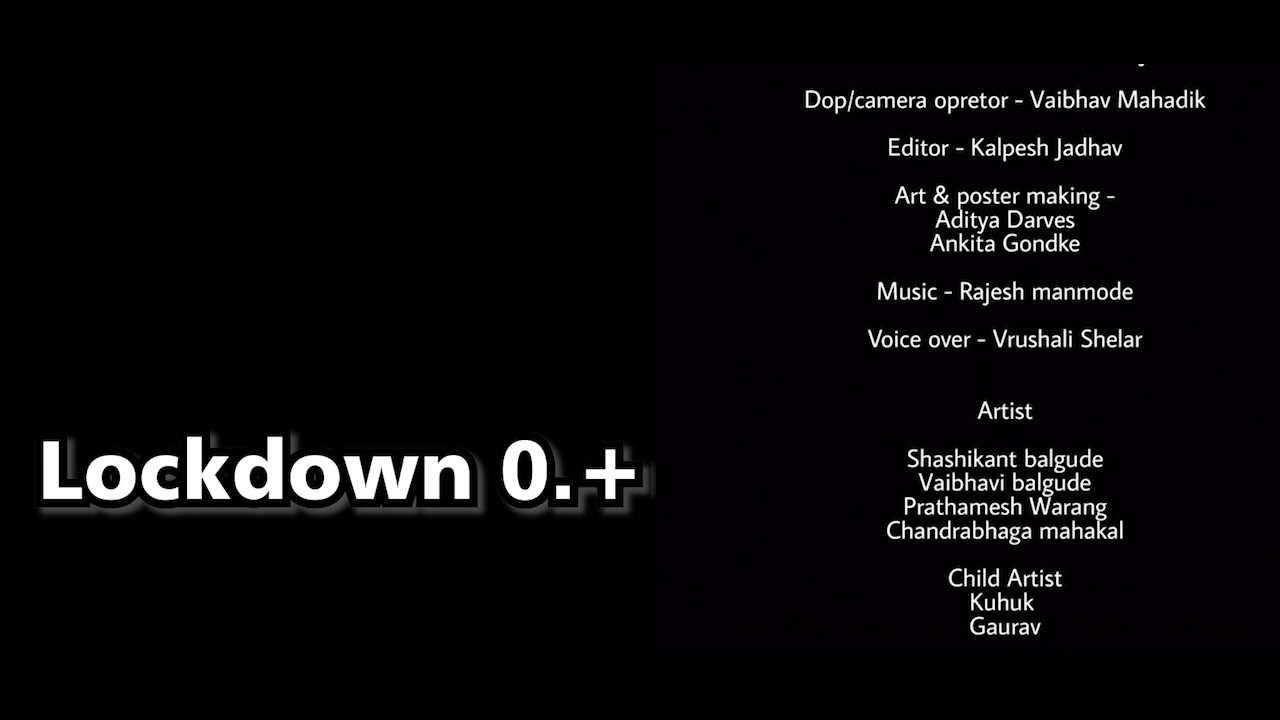 Dop/camera opretor - Vaibhav Mahadik
Editor - Kalpesh Jadhav
Art & poster making -
Aditya Darves
Ankita Gondke
Music - Rajesh manmode
Voice over - Vrushali Shelar
Artist
Shashikant balgude
Vaibhavi balgude
Prathamesh Warang
Chandrabhaga mahakal
Child Artist
Kuhuk
Gaurav
Lockdown 0.+